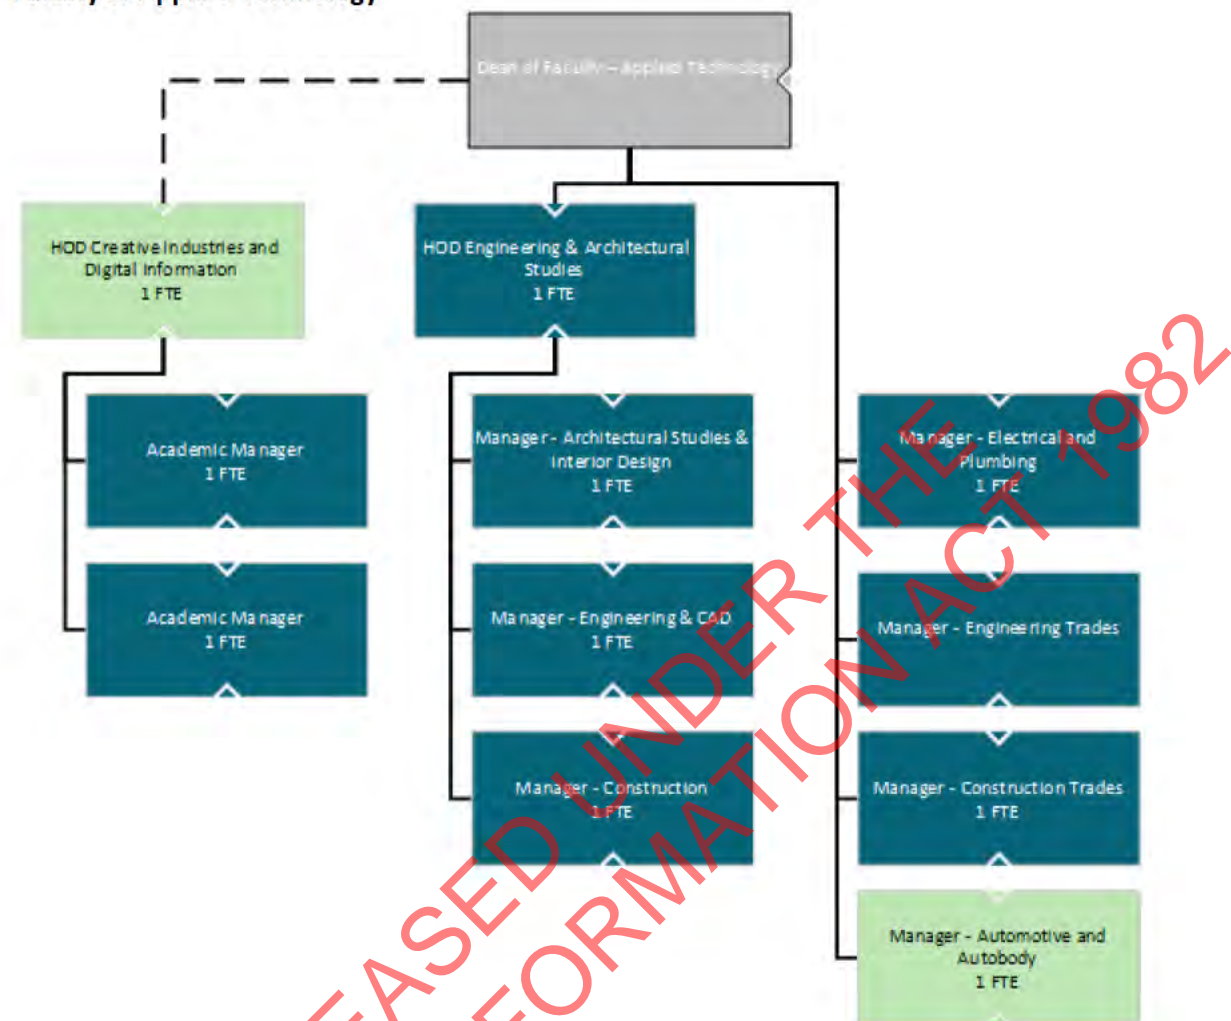 Dean of Faculty – Applied Technology
HOD Creative Industries and
Digital Information
1 FTE
HOD Engineering & Architectural
Studies
1 FTE
Academic Manager
1 FTE
Academic Manager
1 FTE
Manager - Architectural Studies &
Interior Design
1 FTE
Manager - Engineering & CAD
1 FTE
Manager - Construction
1 FTE
Manager - Electrical and
Plumbing
1 FTE
Manager - Engineering Trades
Manager - Construction Trades
1 FTE
Manager - Automotive and
Autobody
1 FTE
UNDER THE
FORMATION ACT 1982